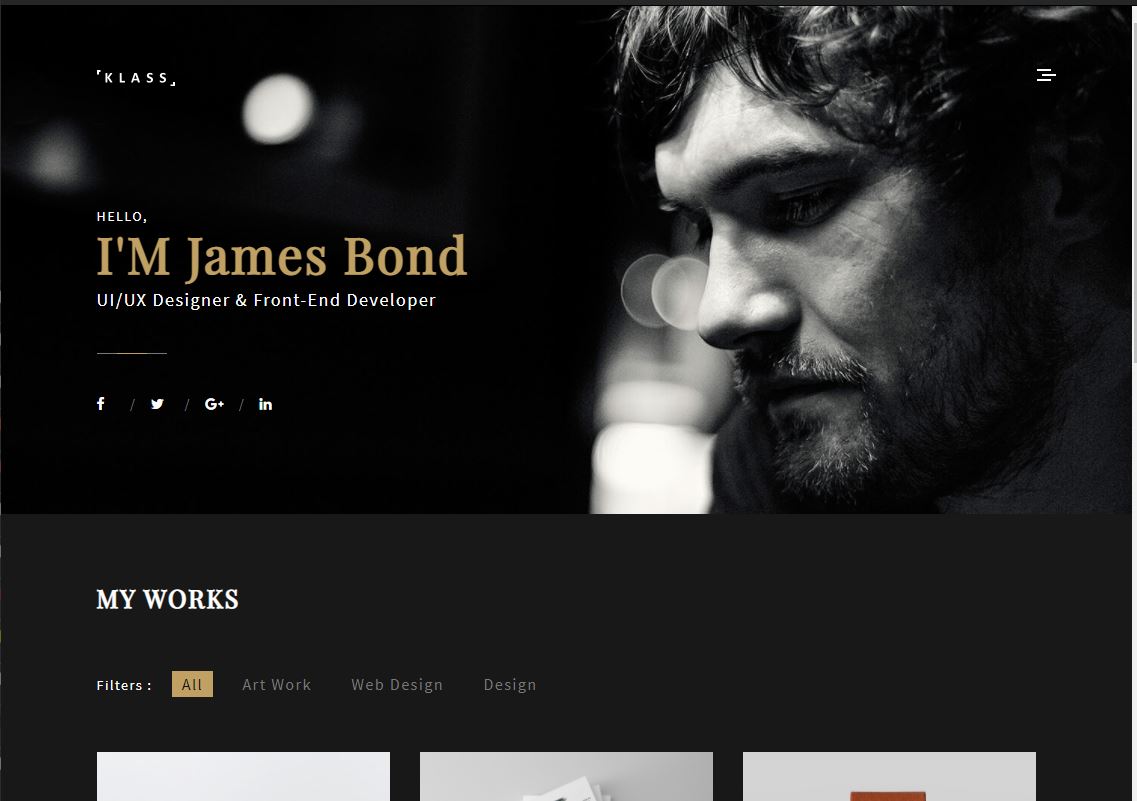 KLASS
HELLO,
I'M James Bond
UI/UX Designer & Front-End Developer
f / / G+ / in
MY WORKS
Filters : All Art Work Web Design Design